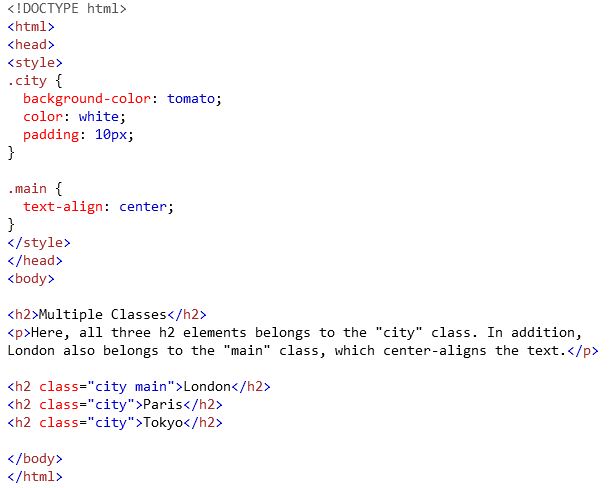 <!DOCTYPE html>
<html>
<head>
<style>
.city {
  background-color: tomato;
  color: white;
  padding: 10px;
}

.main {
  text-align: center;
}
</style>
</head>
<body>

<h2>Multiple Classes</h2>
<p>Here, all three h2 elements belongs to the "city" class. In addition,
London also belongs to the "main" class, which center-aligns the text.</p>

<h2 class="city main">London</h2>
<h2 class="city">Paris</h2>
<h2 class="city">Tokyo</h2>

</body>
</html>